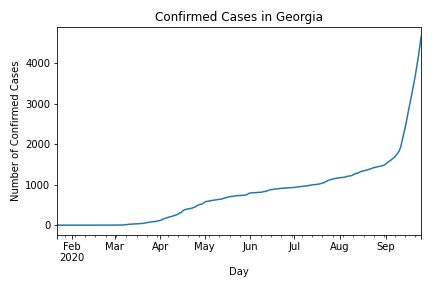 Confirmed Cases in Georgia
Number of Confirmed Cases
4000
3000
2000
1000
0
Feb Mar Apr May Jun Jul Aug Sep
2020
Day